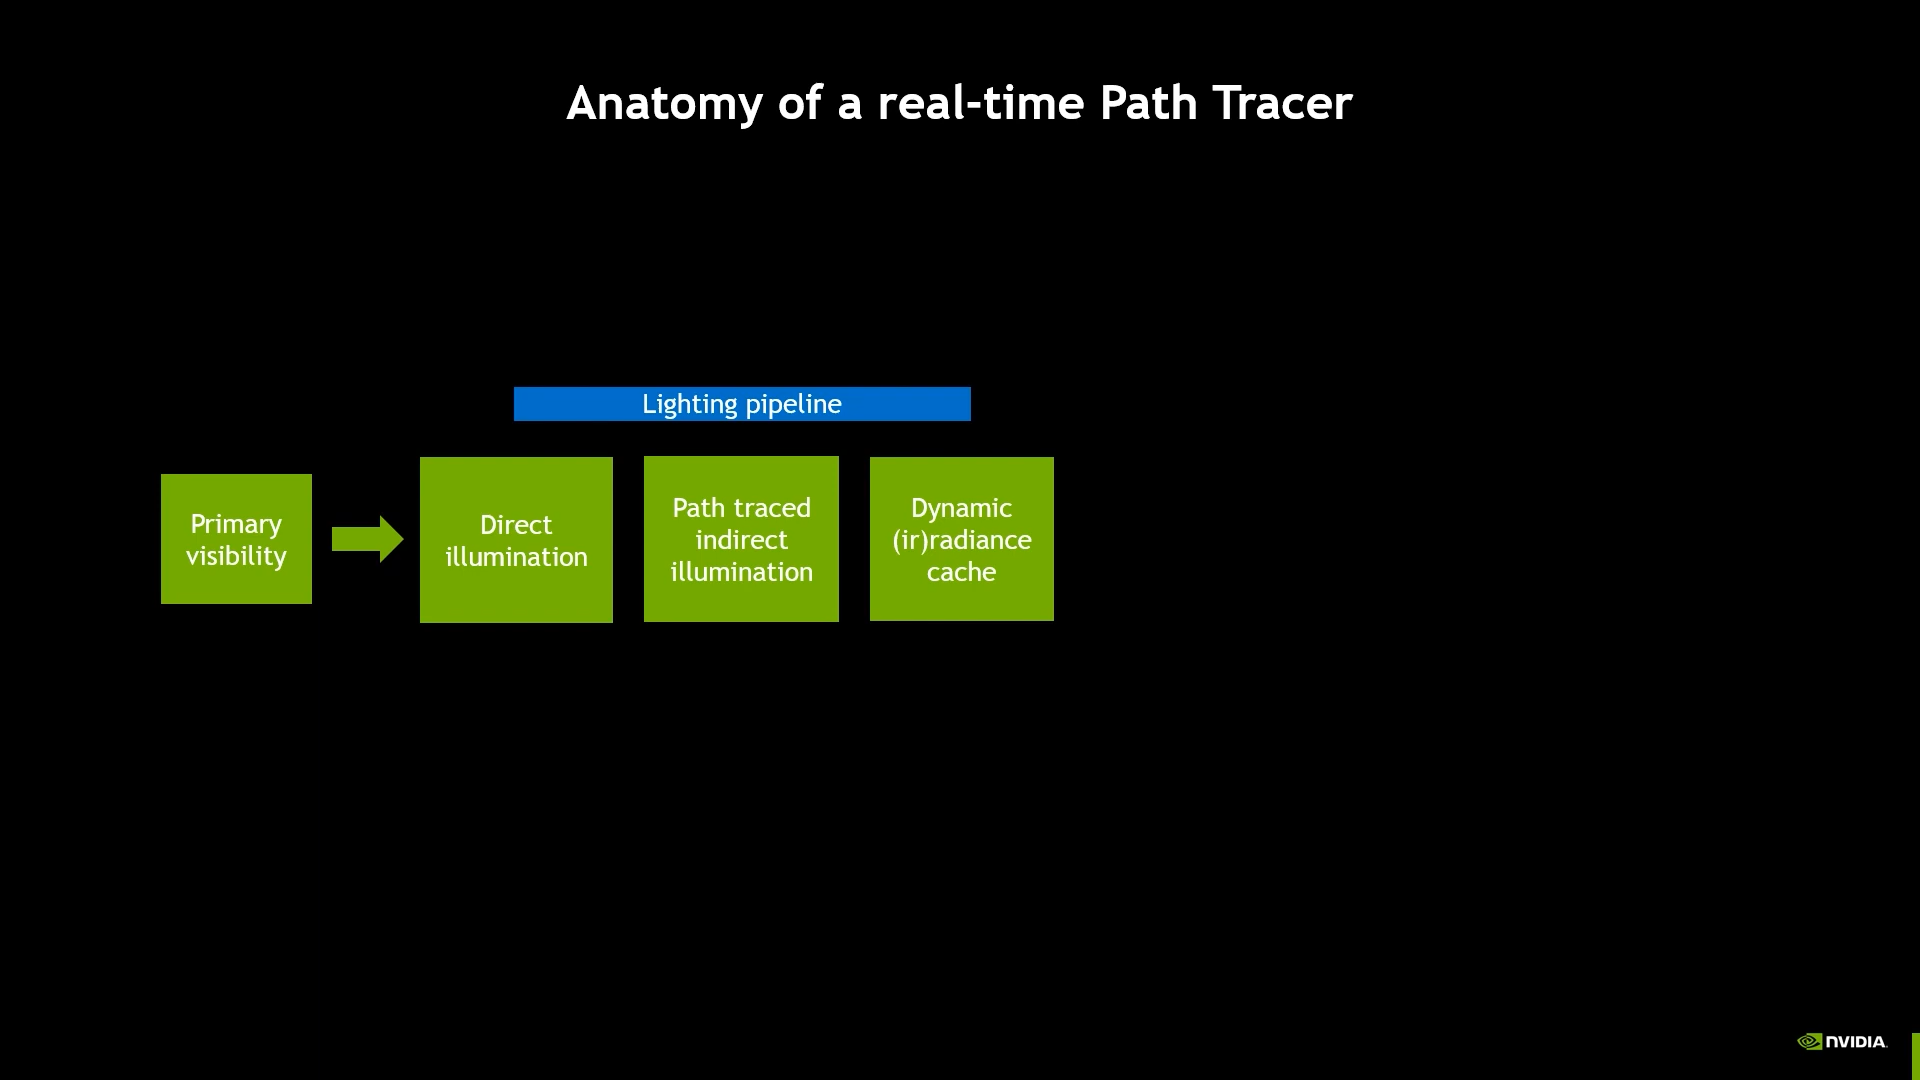 Anatomy of a real-time Path Tracer
Lighting pipeline
Primary
visibility
Direct
illumination
Path traced
indirect
illumination
Dynamic
(ir)radiance
cache
NVIDIA.